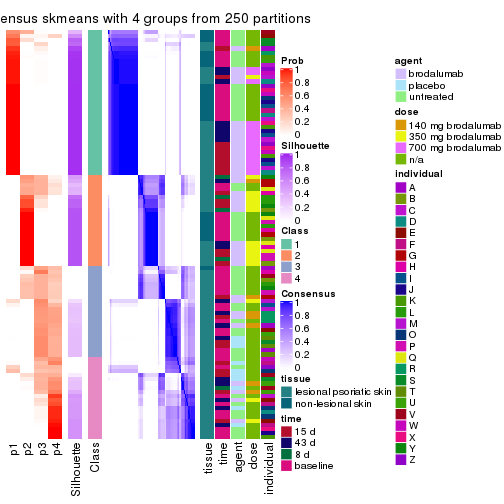 ensus skmeans with 4 groups from 250 partitions
p1
p2
p3
p4
Silhouette
Class
tissue
time
agent
dose
individual
Prob
1
0.8
0.6
0.4
0.2
0
Silhouette
1
0.8
0.6
0.4
0.2
0
Class
1
2
3
4
Consensus
1
0.8
0.6
0.4
0.2
0
tissue
lesional psoriatic skin
non-lesional skin
time
15 d
43 d
8 d
baseline
agent
brodalumab
placebo
untreated
dose
140 mg brodalumab
350 mg brodalumab
700 mg brodalumab
n/a
individual
A
B
C
D
E
F
G
H
I
J
K
L
M
O
P
Q
R
S
T
U
V
W
X
Y
Z